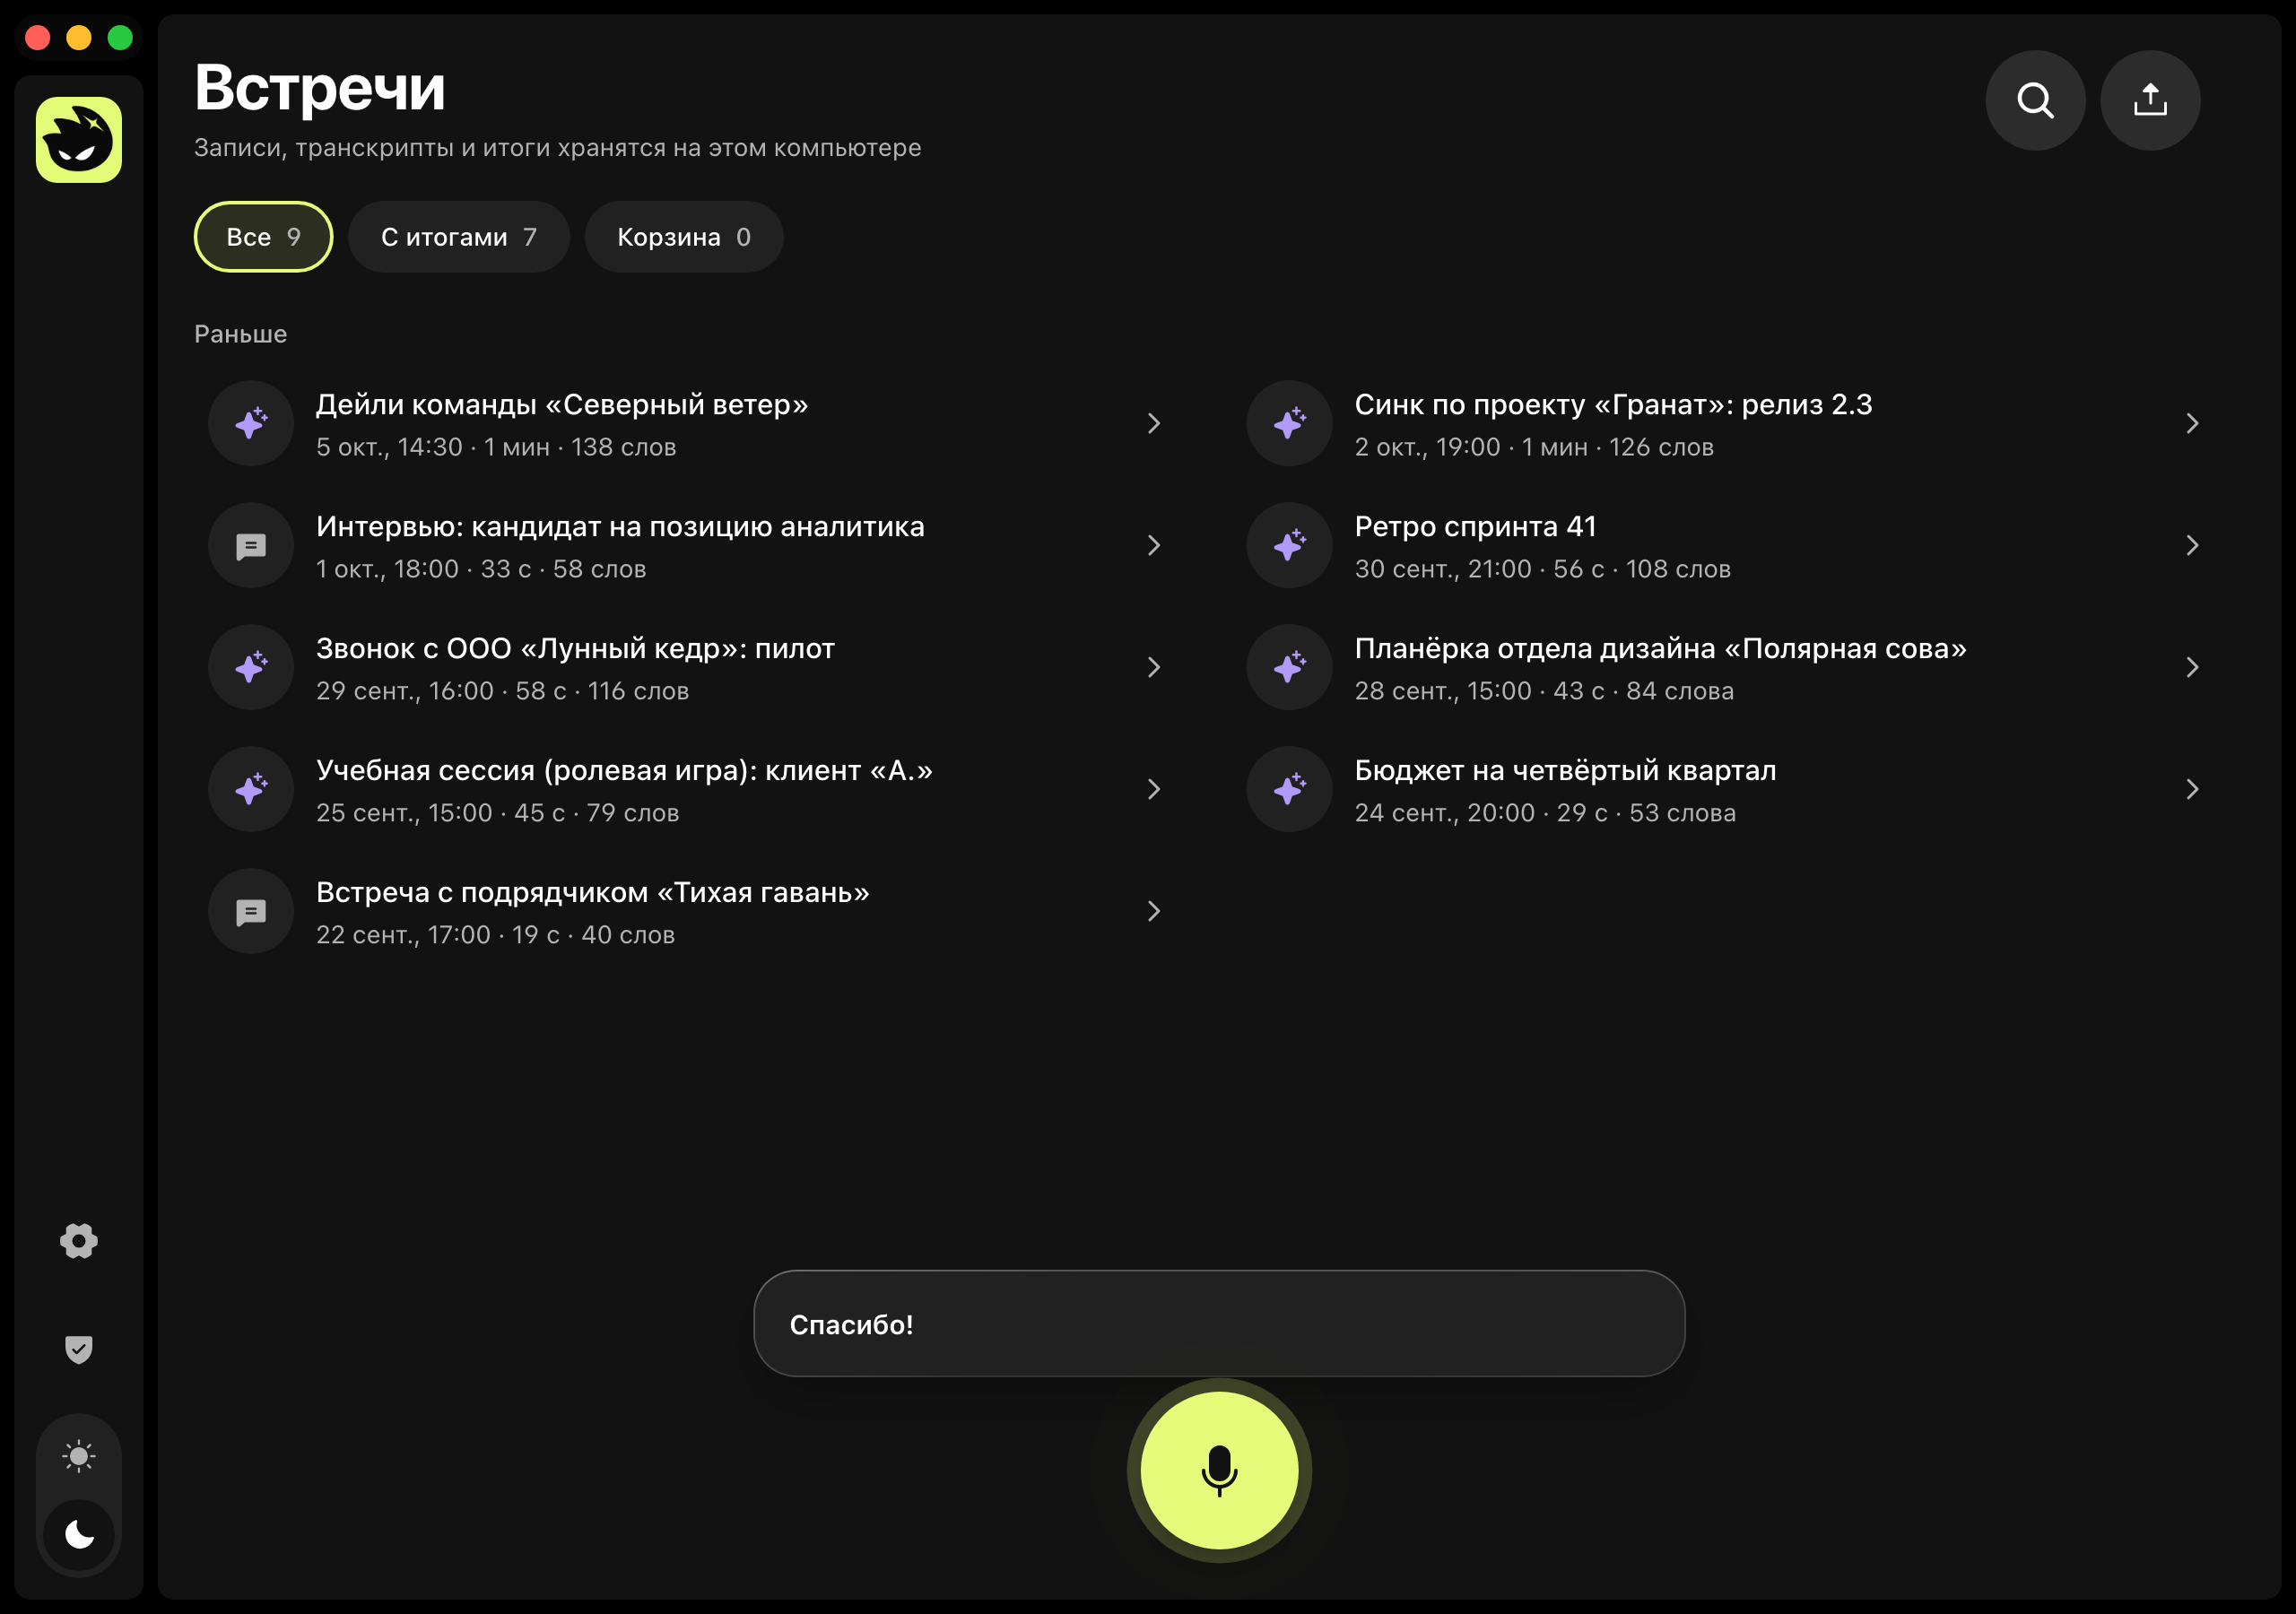 Встречи
Записи, транскрипты и итоги хранятся на этом компьютере
Все 9
С итогами 7
Корзина 0
Раньше
Дейли команды «Северный ветер»
5 окт., 14:30 · 1 мин · 138 слов
Синк по проекту «Гранат»: релиз 2.3
2 окт., 19:00 · 1 мин · 126 слов
Интервью: кандидат на позицию аналитика
1 окт., 18:00 · 33 с · 58 слов
Ретро спринта 41
30 сент., 21:00 · 56 с · 108 слов
Звонок с ООО «Лунный кедр»: пилот
29 сент., 16:00 · 58 с · 116 слов
Планёрка отдела дизайна «Полярная сова»
28 сент., 15:00 · 43 с · 84 слова
Учебная сессия (ролевая игра): клиент «А.»
25 сент., 15:00 · 45 с · 79 слов
Бюджет на четвёртый квартал
24 сент., 20:00 · 29 с · 53 слова
Встреча с подрядчиком «Тихая гавань»
22 сент., 17:00 · 19 с · 40 слов
Спасибо!